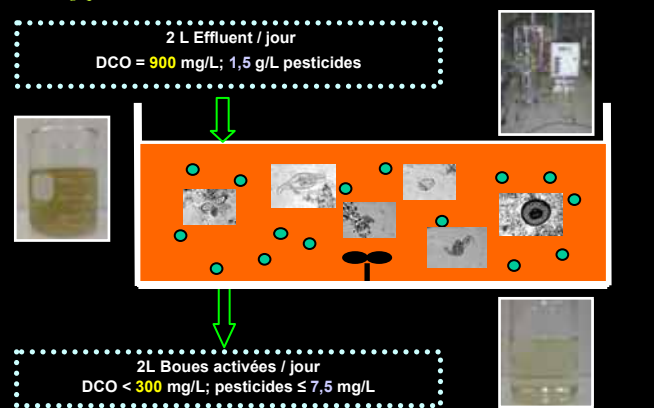 2 L Effluent / jour
DCO = 900 mg/L; 1,5 g/L pesticides
2L Boues activées / jour
DCO < 300 mg/L; pesticides ≤ 7,5 mg/L